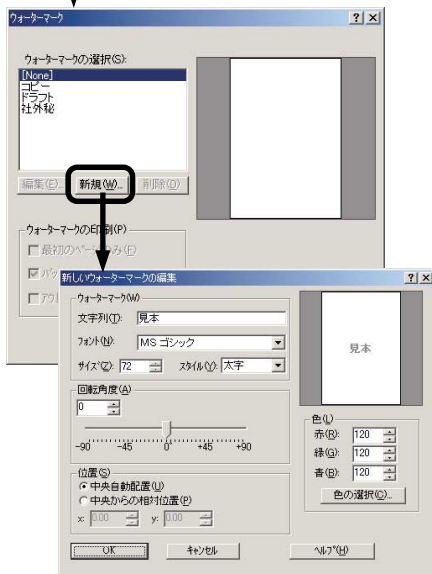 ウォーターマーク
ウォーターマークの選択(S):
[None]
コピー
ドラフト
社外秘
編集(E)... 新規(W)... 削除(D)
ウォーターマークの印刷(P)
最初のページのみ(F)
新しいウォーターマークの編集
ウォーターマーク(W)
文字列(T): 見本
フォント(N): MS ゴシック
サイズ(Z): 72 スタイル(Y): 太字
見本
回転角度(A)
0
-90 -45 0 +45 +90
色(L)
赤(R): 120
緑(G): 120
青(B): 120
色の選択(C)...
位置(S)
中央自動配置(U)
中央からの相対位置(P)
x: 0.00 y: 0.00
OK キャンセル ヘルプ(H)